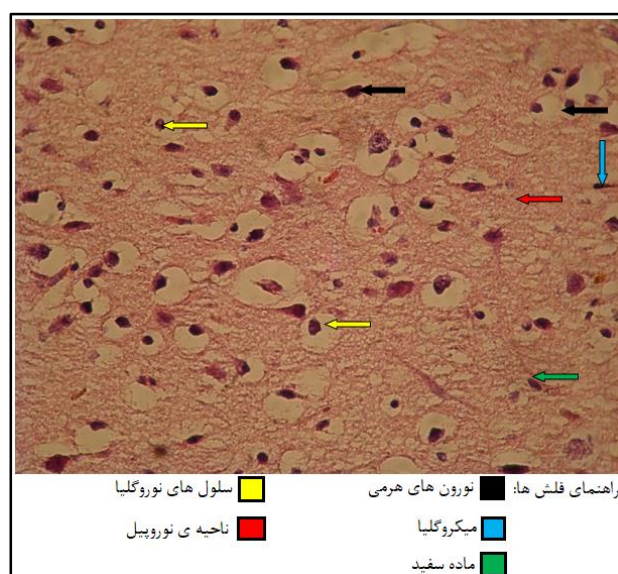 راهنمای فلش ها: نورون های هرمی سلول های نوروگلیا
میکروگلیا ناحیه ی نوروپیل
ماده سفید